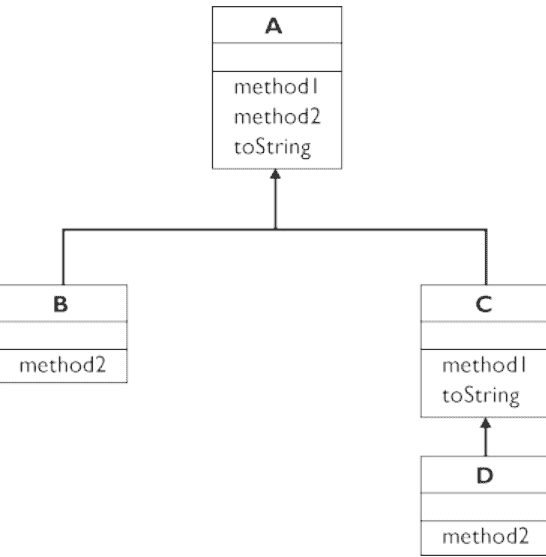 A
method1
method2
toString
B
method2
C
method1
toString
D
method2